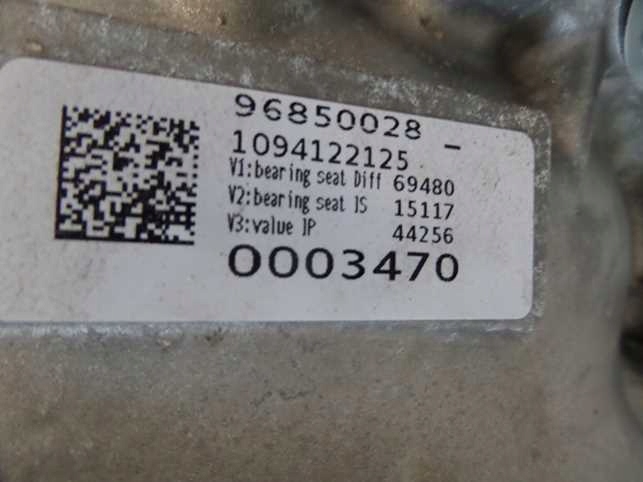 96850028 -
1094122125
V1:bearing seat Diff 69480
V2:bearing seat IS 15117
V3:value IP 44256
0003470